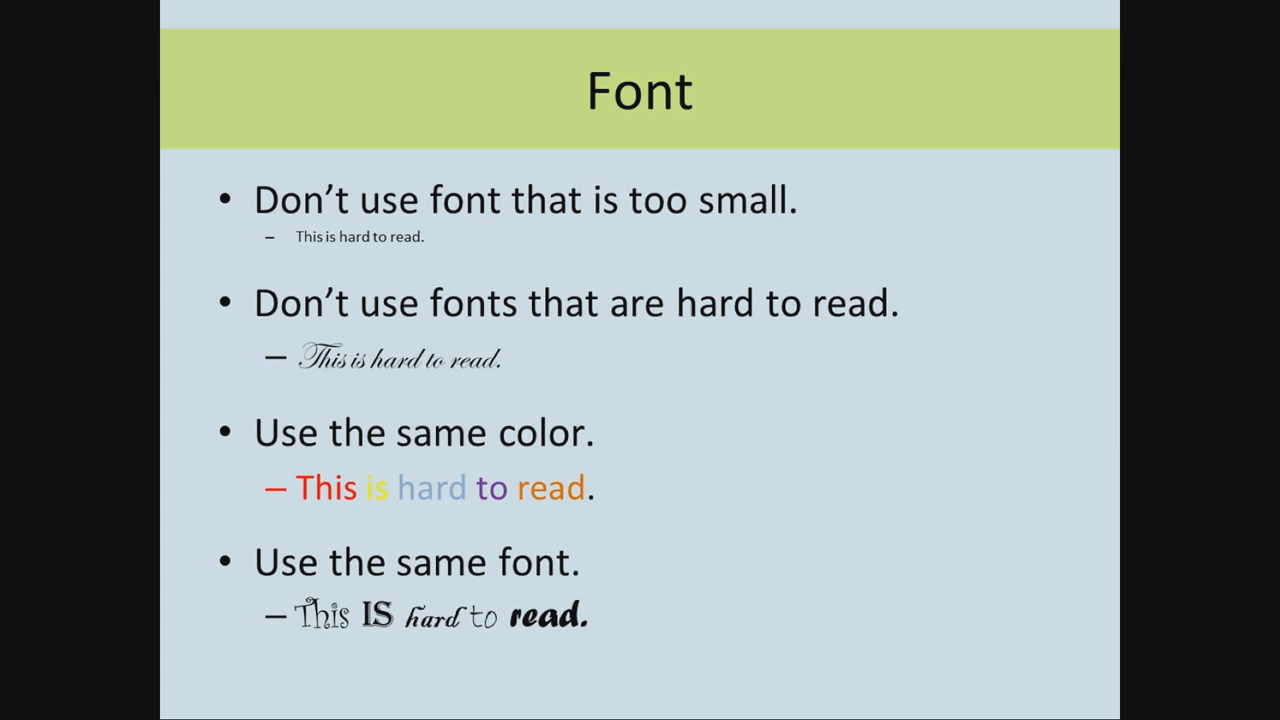 Font
• Don’t use font that is too small.
– This is hard to read.
• Don’t use fonts that are hard to read.
– This is hard to read.
• Use the same color.
– This is hard to read.
• Use the same font.
– This IS hard to read.